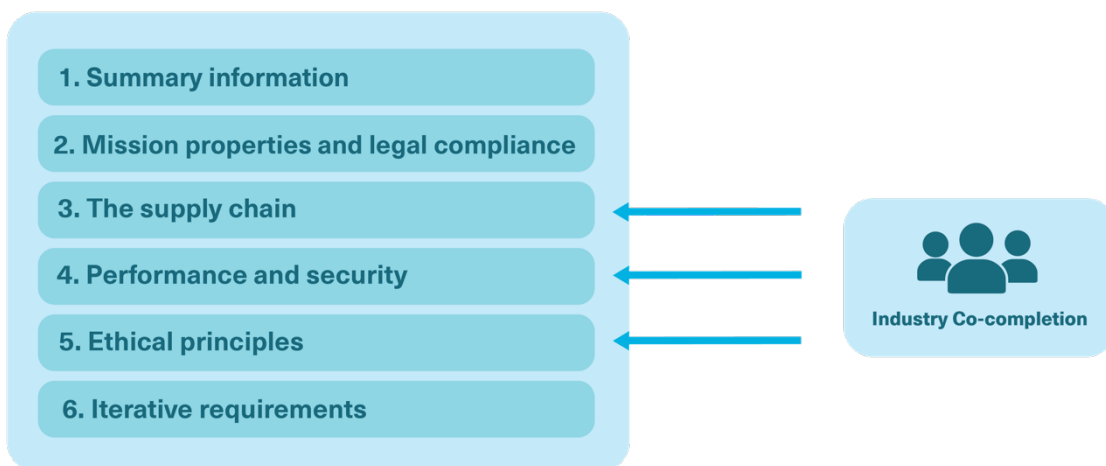 1. Summary information
2. Mission properties and legal compliance
3. The supply chain
4. Performance and security
5. Ethical principles
6. Iterative requirements
Industry Co-completion